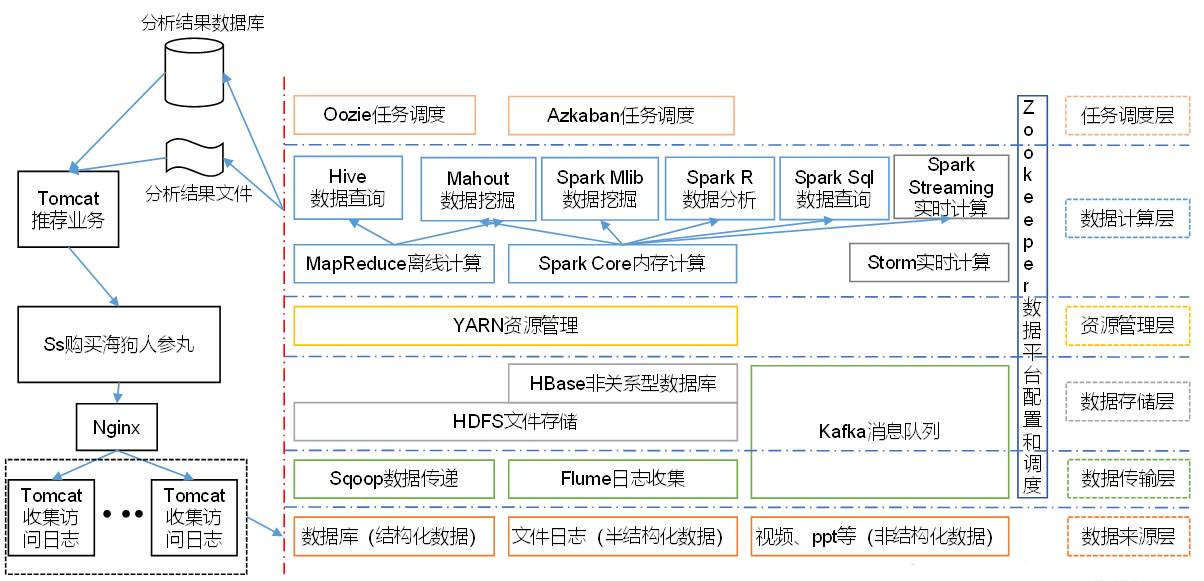 分析结果数据库
分析结果文件
Tomcat
推荐业务
Ss购买海狗人参丸
Nginx
Tomcat
收集访
问日志
Tomcat
收集访
问日志
Oozie任务调度
Azkaban任务调度
任务调度层
Hive
数据查询
Mahout
数据挖掘
Spark Mlib
数据挖掘
Spark R
数据分析
Spark Sql
数据查询
Spark
Streaming
实时计算
数据计算层
MapReduce离线计算
Spark Core内存计算
Storm实时计算
YARN资源管理
资源管理层
HBase非关系型数据库
HDFS文件存储
Kafka消息队列
数据存储层
Sqoop数据传递
Flume日志收集
数据传输层
数据库（结构化数据）
文件日志（半结构化数据）
视频、ppt等（非结构化数据）
数据来源层
Zookeeper数据平台配置和调度